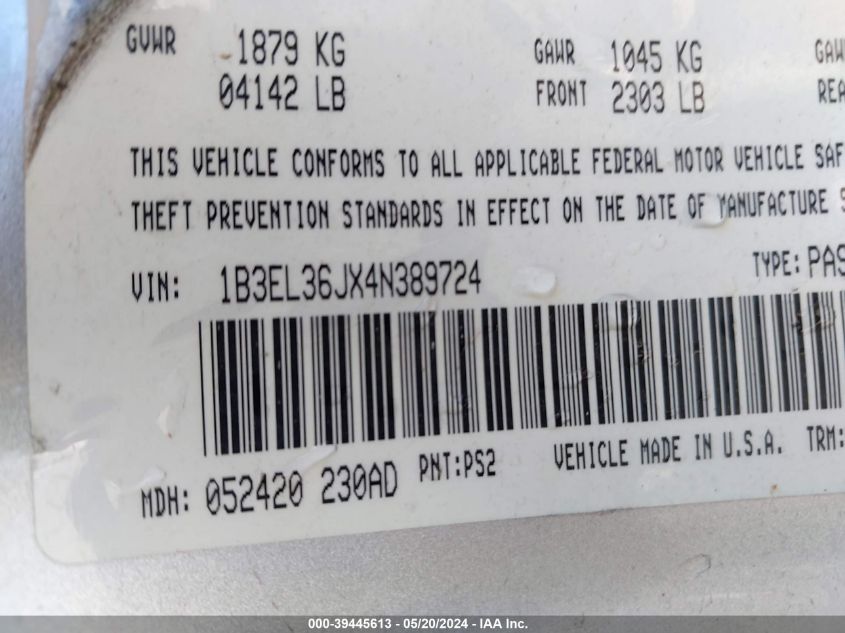 GVWR 1879 KG GAWR 1045 KG
04142 LB FRONT 2303 LB
THIS VEHICLE CONFORMS TO ALL APPLICABLE FEDERAL MOTOR VEHICLE SAF
THEFT PREVENTION STANDARDS IN EFFECT ON THE DATE OF MANUFACTURE S
VIN: 1B3EL36JX4N389724 TYPE: PAS
MDH: 052420 230AD PNT:PS2 VEHICLE MADE IN U.S.A. TRM:
000-39445613 - 05/20/2024 - IAA Inc.